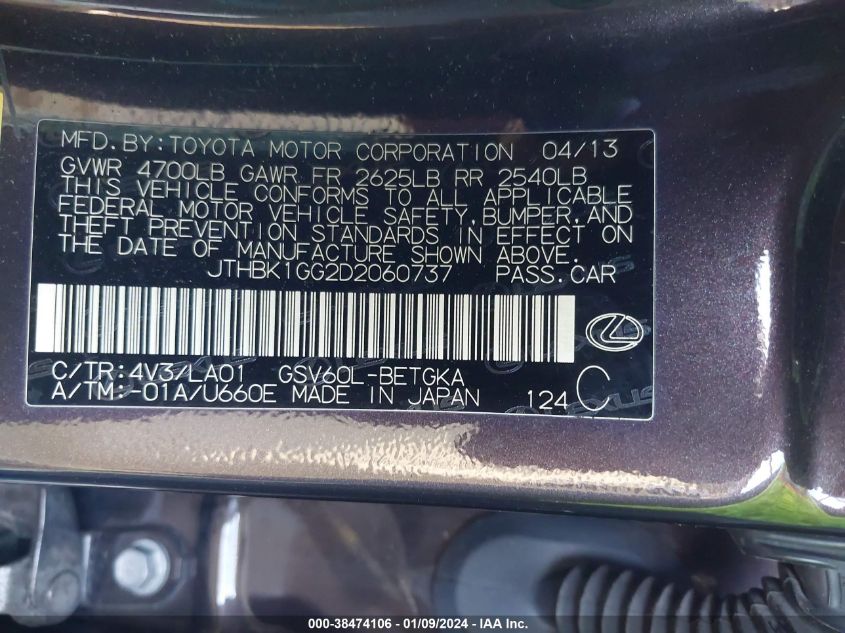 MFD.BY:TOYOTA MOTOR CORPORATION 04/13
GVWR 4700LB GAWR FR 2625LB RR 2540LB
THIS VEHICLE CONFORMS TO ALL APPLICABLE
FEDERAL MOTOR VEHICLE SAFETY,BUMPER,AND
THEFT PREVENTION STANDARDS IN EFFECT ON
THE DATE OF MANUFACTURE SHOWN ABOVE.
JTHBK1GG2D2060737 PASS.CAR
C/TR:4V3/LA01 GSV60L-BETGKA
A/TM:-01A/U660E MADE IN JAPAN 124 C
000-38474106 - 01/09/2024 - IAA Inc.